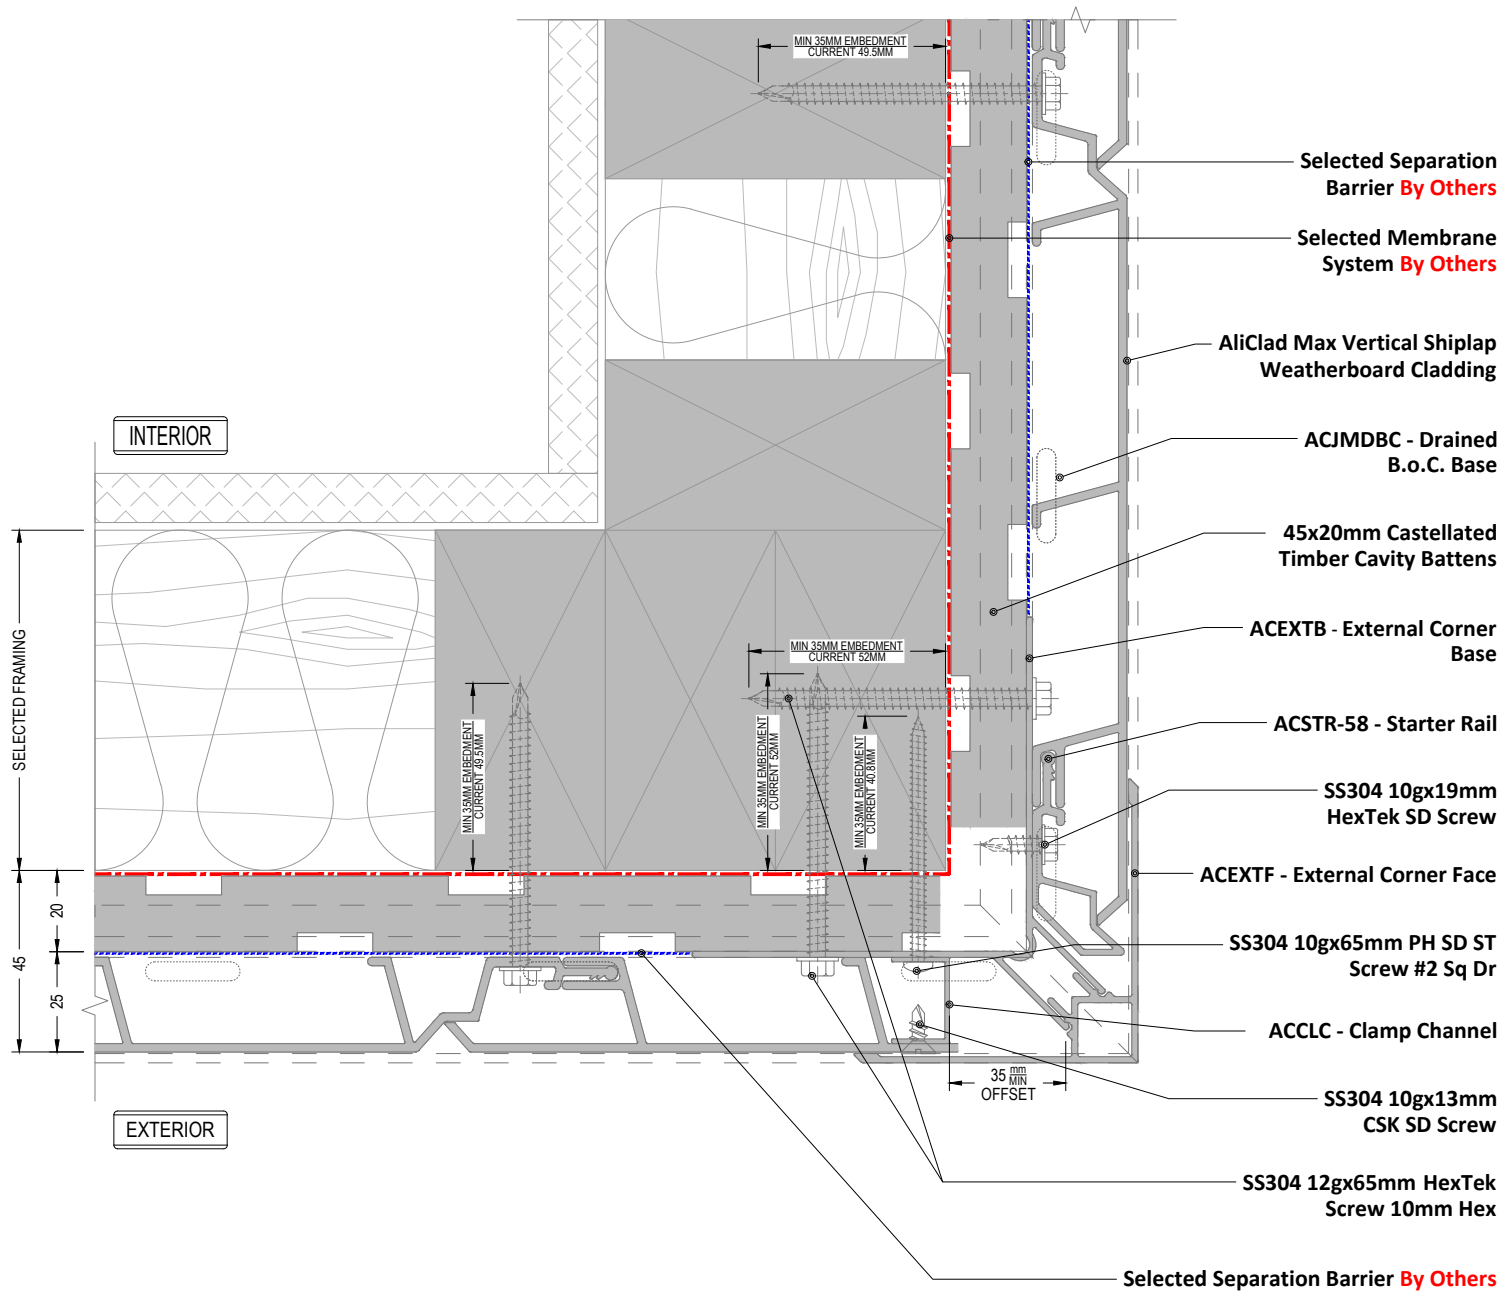 MIN 35MM EMBEDMENT
CURRENT 49.5MM
Selected Separation
Barrier By Others
Selected Membrane
System By Others
AliClad Max Vertical Shiplap
Weatherboard Cladding
INTERIOR
ACJMDBC - Drained
B.o.C. Base
45x20mm Castellated
Timber Cavity Battens
ACEXTB - External Corner
Base
SELECTED FRAMING
MIN 35MM EMBEDMENT
CURRENT 52MM
MIN 35MM EMBEDMENT
CURRENT 49.5MM
MIN 35MM EMBEDMENT
CURRENT 52MM
MIN 35MM EMBEDMENT
CURRENT 40.8MM
ACSTR-58 - Starter Rail
SS304 10gx19mm
HexTek SD Screw
ACEXTF - External Corner Face
20
45
25
SS304 10gx65mm PH SD ST
Screw #2 Sq Dr
ACCLC - Clamp Channel
35 mm
MIN
OFFSET
SS304 10gx13mm
CSK SD Screw
EXTERIOR
SS304 12gx65mm HexTek
Screw 10mm Hex
Selected Separation Barrier By Others